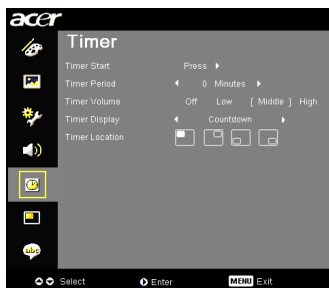 acer
Timer
Timer Start Press
Timer Period 0 Minutes
Timer Volume Off Low [ Middle ] High
Timer Display Countdown
Timer Location
abc
Select Enter MENU Exit